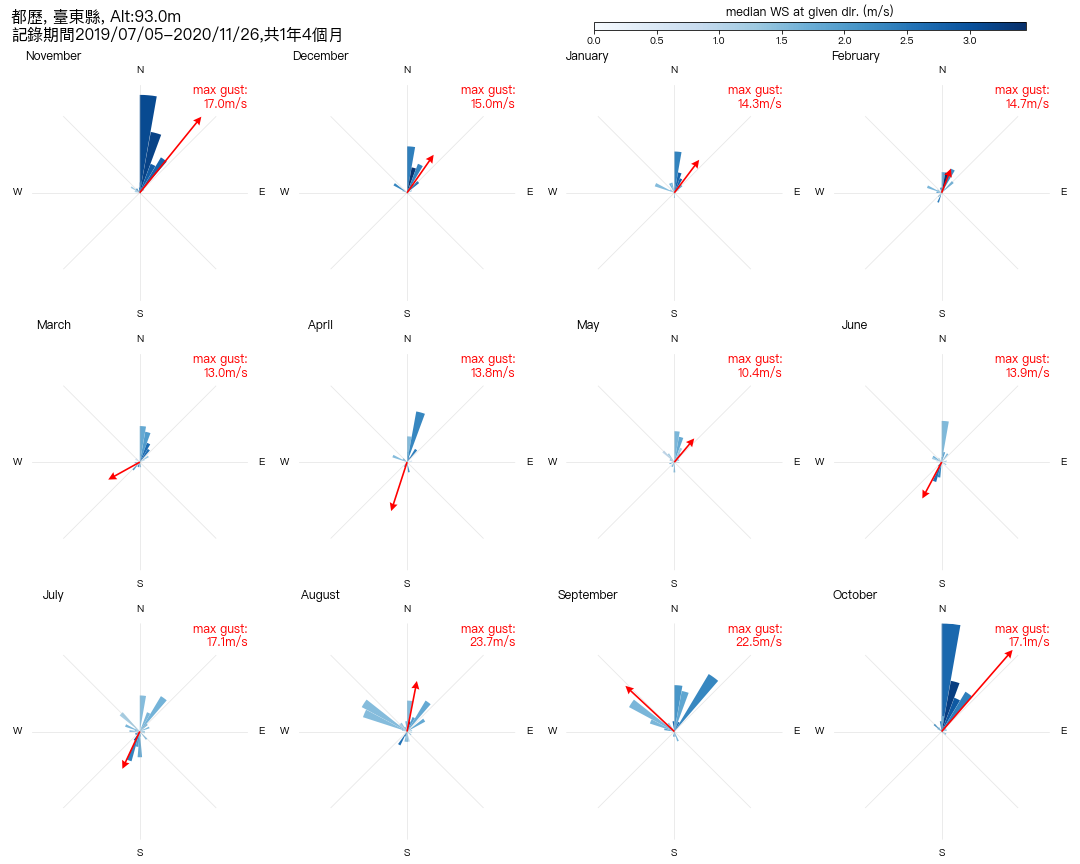 都歷, 臺東縣, Alt:93.0m
記錄期間2019/07/05-2020/11/26,共1年4個月
median WS at given dir. (m/s)
0.0 0.5 1.0 1.5 2.0 2.5 3.0
November
N
W
E
S
max gust:
17.0m/s
December
N
W
E
max gust:
15.0m/s
January
N
W
E
max gust:
14.3m/s
February
N
W
E
max gust:
14.7m/s
S
S
S
March
N
W
E
S
max gust:
13.0m/s
April
N
W
E
S
max gust:
13.8m/s
May
N
W
E
S
max gust:
10.4m/s
June
N
W
E
S
max gust:
13.9m/s
July
N
W
E
S
max gust:
17.1m/s
August
N
W
E
S
max gust:
23.7m/s
September
N
W
E
S
max gust:
22.5m/s
October
N
W
E
S
max gust:
17.1m/s